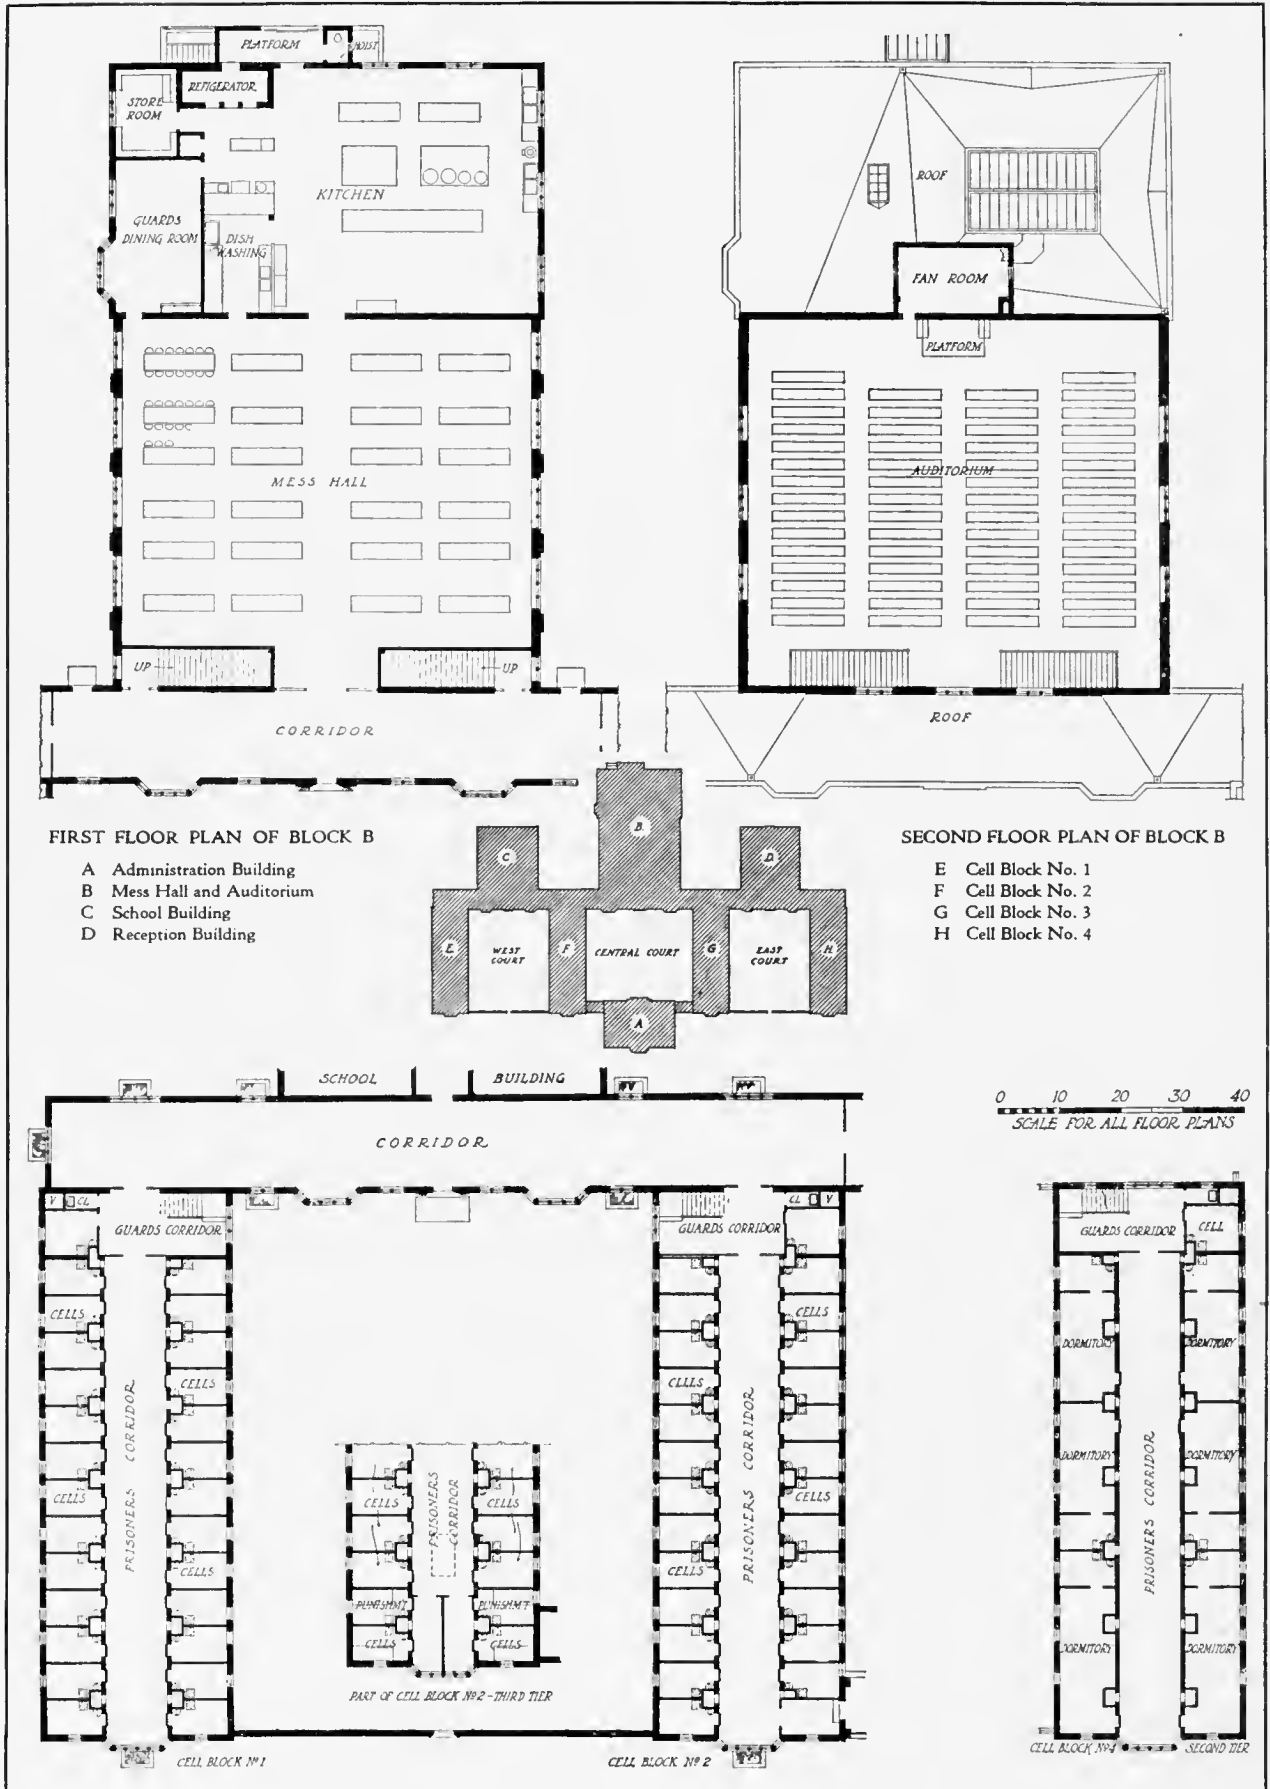 PLATFORM
HOIST
REFIGERATOR
STORE
ROOM
KITCHEN
GUARDS
DINING ROOM
DISH
WASHING
MESS HALL
UP
UP
CORRIDOR
ROOF
FAN ROOM
PLATFORM
AUDITORIUM
ROOF
FIRST FLOOR PLAN OF BLOCK B
A Administration Building
B Mess Hall and Auditorium
C School Building
D Reception Building
SECOND FLOOR PLAN OF BLOCK B
E Cell Block No. 1
F Cell Block No. 2
G Cell Block No. 3
H Cell Block No. 4
B
C
D
E
WEST
COURT
F
CENTRAL COURT
G
EAST
COURT
H
A
SCHOOL BUILDING
CORRIDOR
0 10 20 30 40
SCALE FOR ALL FLOOR PLANS
V CL
GUARDS CORRIDOR
CELLS
CELLS
CELLS
CELLS
PRISONERS CORRIDOR
CELL BLOCK Nº 1
CELLS
CELLS
PRISONERS
CORRIDOR
PUNISHM'T
CELLS
PUNISHM'T
CELLS
PART OF CELL BLOCK Nº 2 - THIRD TIER
CL V
GUARDS CORRIDOR
CELLS
CELLS
CELLS
CELLS
PRISONERS CORRIDOR
CELL BLOCK Nº 2
GUARDS CORRIDOR
CELL
DORMITORY
DORMITORY
DORMITORY
DORMITORY
DORMITORY
DORMITORY
PRISONERS CORRIDOR
CELL BLOCK Nº 4
SECOND TIER